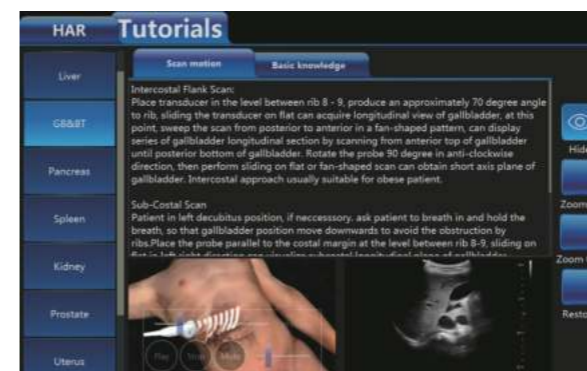 HAR
Tutorials
Scan motion
Basic knowledge
Liver
GB&BT
Pancreas
Spleen
Kidney
Prostate
Uterus
Intercostal Flank Scan:
Place transducer in the level between rib 8 - 9, produce an approximately 70 degree angle
to rib, sliding the transducer on flat can acquire longitudinal view of gallbladder, at this
point, sweep the scan from posterior to anterior in a fan-shaped pattern, can display
series of gallbladder longitudinal section by scanning from anterior top of gallbladder
until posterior bottom of gallbladder. Rotate the probe 90 degree in anti-clockwise
direction, then perform sliding on flat or fan-shaped scan can obtain short axis plane of
gallbladder. Intercostal approach usually suitable for obese patient.
Sub-Costal Scan
Patient in left decubitus position, if neccesssory, ask patient to breath in and hold the
breath, so that gallbladder position move downwards to avoid the obstruction by
ribs.Place the probe parallel to the costal margin at the level between rib 8-9, sliding on
Play
Stop
Mute
Hide
Zoom
Zoom
Resto